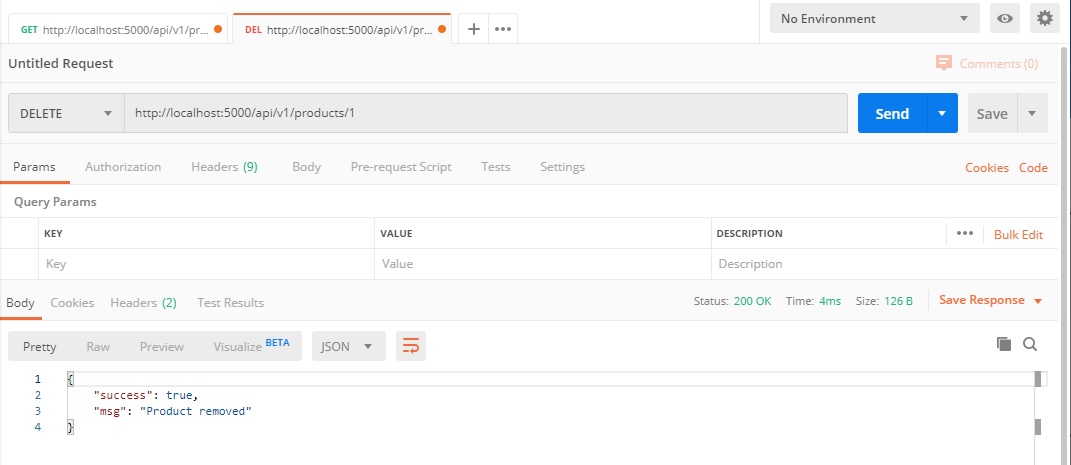 GET http://localhost:5000/api/v1/pr... DEL http://localhost:5000/api/v1/pr... + ••• No Environment
Untitled Request Comments (0)
DELETE http://localhost:5000/api/v1/products/1 Send Save
Params Authorization Headers (9) Body Pre-request Script Tests Settings Cookies Code
Query Params
KEY VALUE DESCRIPTION ••• Bulk Edit
Key Value Description
Body Cookies Headers (2) Test Results Status: 200 OK Time: 4ms Size: 126 B Save Response
Pretty Raw Preview Visualize BETA JSON
1 {
2 "success": true,
3 "msg": "Product removed"
4 }